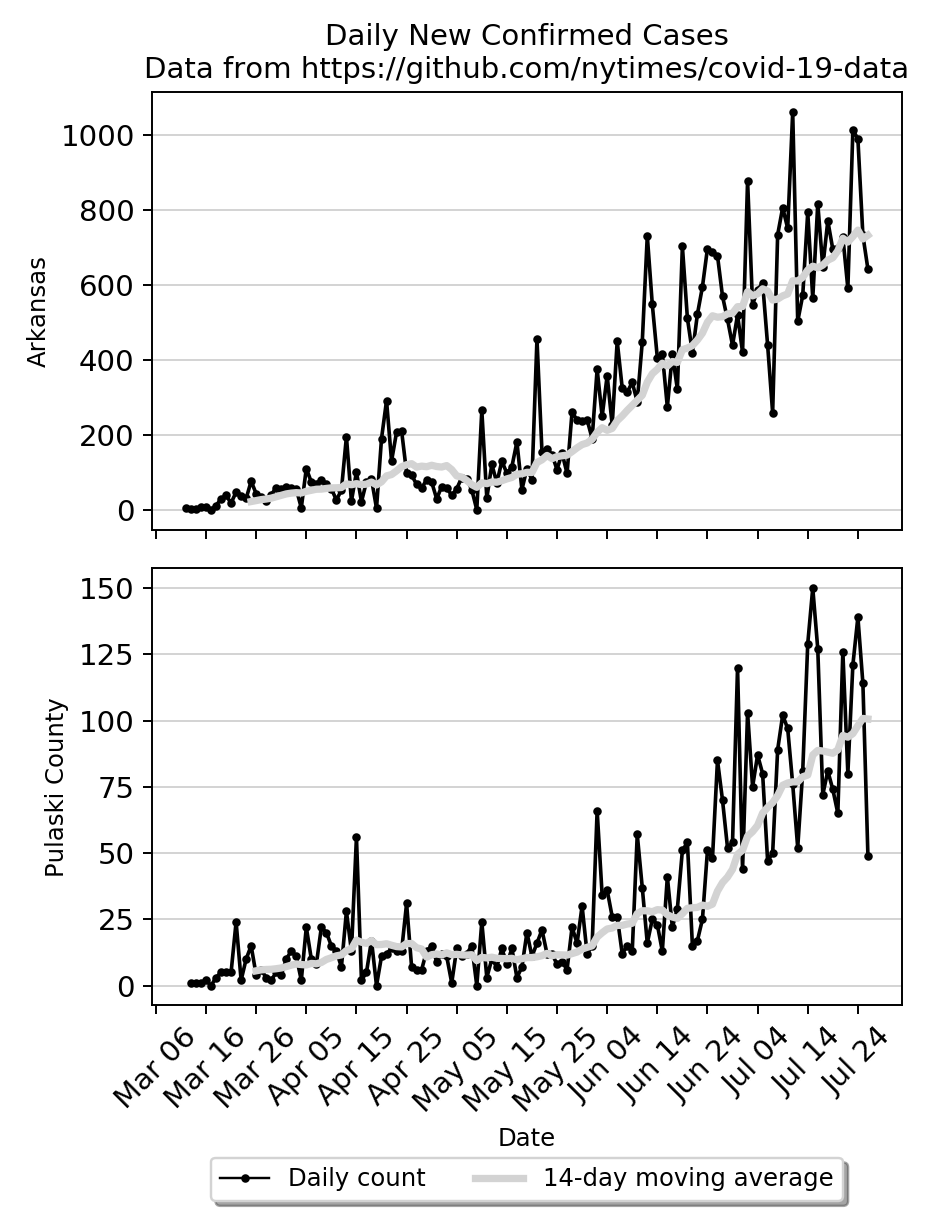 Daily New Confirmed Cases
Data from https://github.com/nytimes/covid-19-data
1000
800
600
400
200
0
Arkansas
150
125
100
75
50
25
0
Pulaski County
Mar 06
Mar 16
Mar 26
Apr 05
Apr 15
Apr 25
May 05
May 15
May 25
Jun 04
Jun 14
Jun 24
Jul 04
Jul 14
Jul 24
Date
Daily count
14-day moving average